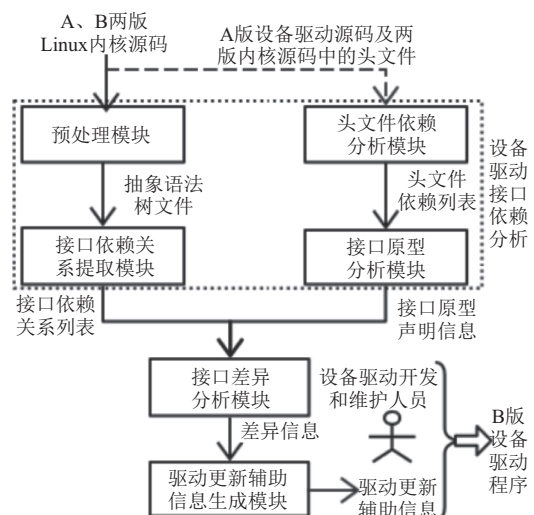 A、B两版
Linux内核源码
A版设备驱动源码及两
版内核源码中的头文件
预处理模块
头文件依赖
分析模块
设备
驱动
接口
依赖
分析
抽象语法
树文件
头文件
依赖列表
接口依赖关
系提取模块
接口原型
分析模块
接口依赖
关系列表
接口原型
声明信息
接口差异
分析模块
设备驱动开发
和维护人员
差异信息
B版
设备
驱动
程序
驱动更新辅助
信息生成模块
驱动更新
辅助信息